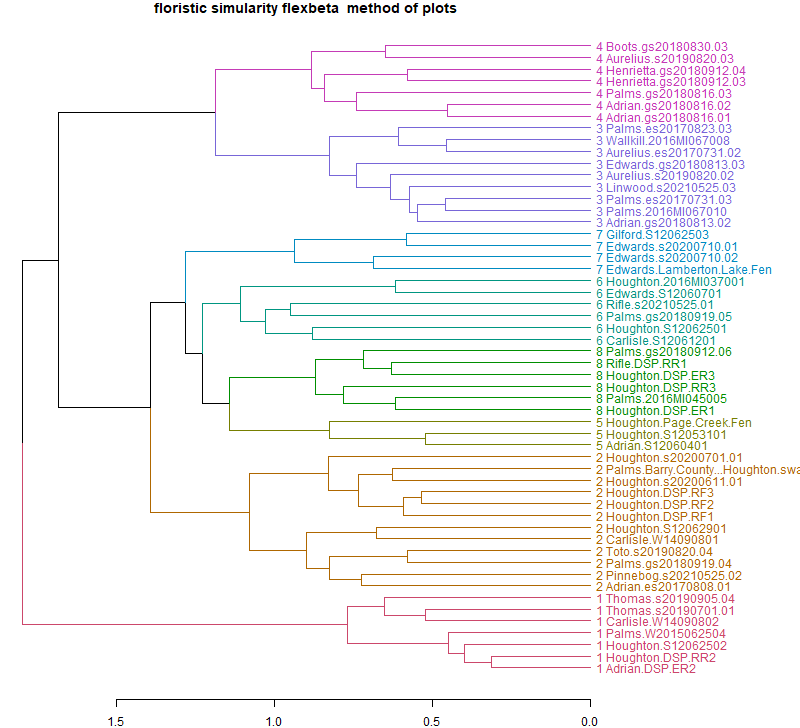 floristic simularity flexbeta method of plots
4 Boots.gs20180830.03
4 Aurelius.s20190820.03
4 Henrietta.gs20180912.04
4 Henrietta.gs20180912.03
4 Palms.gs20180816.03
4 Adrian.gs20180816.02
4 Adrian.gs20180816.01
3 Palms.es20170823.03
3 Wallkill.2016MI067008
3 Aurelius.es20170731.02
3 Edwards.gs20180813.03
3 Aurelius.s20190820.02
3 Linwood.s20210525.03
3 Palms.es20170731.03
3 Palms.2016MI067010
3 Adrian.gs20180813.02
7 Gilford.S12062503
7 Edwards.s20200710.01
7 Edwards.s20200710.02
7 Edwards.Lamberton.Lake.Fen
6 Houghton.2016MI037001
6 Edwards.S12060701
6 Rifle.s20210525.01
6 Palms.gs20180919.05
6 Houghton.S12062501
6 Carlisle.S12061201
8 Palms.gs20180912.06
8 Rifle.DSP.RR1
8 Houghton.DSP.ER3
8 Houghton.DSP.RR3
8 Palms.2016MI045005
8 Houghton.DSP.ER1
5 Houghton.Page.Creek.Fen
5 Houghton.S12053101
5 Adrian.S12060401
2 Houghton.s20200701.01
2 Palms.Barry.County...Houghton.swa
2 Houghton.s20200611.01
2 Houghton.DSP.RF3
2 Houghton.DSP.RF2
2 Houghton.DSP.RF1
2 Houghton.S12062901
2 Carlisle.W14090801
2 Toto.s20190820.04
2 Palms.gs20180919.04
2 Pinnebog.s20210525.02
2 Adrian.es20170808.01
1 Thomas.s20190905.04
1 Thomas.s20190701.01
1 Carlisle.W14090802
1 Palms.W2015062504
1 Houghton.S12062502
1 Houghton.DSP.RR2
1 Adrian.DSP.ER2
1.5 1.0 0.5 0.0